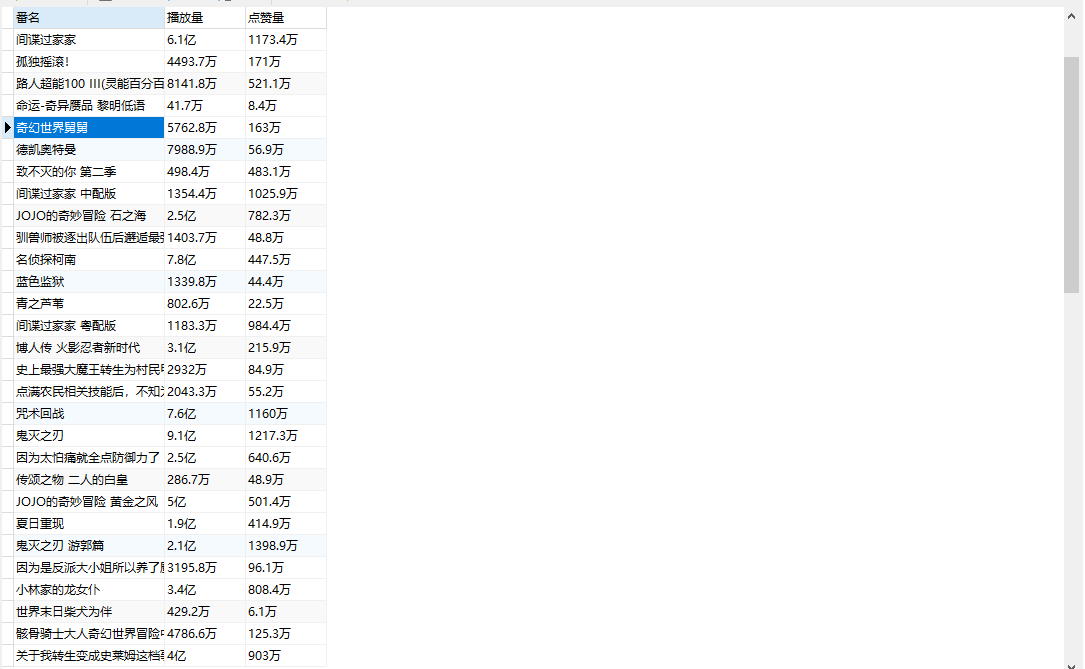 番名 播放量 点赞量
间谍过家家 6.1亿 1173.4万
孤独摇滚！ 4493.7万 171万
路人超能100 III(灵能百分百 8141.8万 521.1万
命运-奇异赝品 黎明低语 41.7万 8.4万
奇幻世界舅舅 5762.8万 163万
德凯奥特曼 7988.9万 56.9万
致不灭的你 第二季 498.4万 483.1万
间谍过家家 中配版 1354.4万 1025.9万
JOJO的奇妙冒险 石之海 2.5亿 782.3万
驯兽师被逐出队伍后邂逅最强 1403.7万 48.8万
名侦探柯南 7.8亿 447.5万
蓝色监狱 1339.8万 44.4万
青之芦苇 802.6万 22.5万
间谍过家家 粤配版 1183.3万 984.4万
博人传 火影忍者新时代 3.1亿 215.9万
史上最强大魔王转生为村民 2932万 84.9万
点满农民相关技能后，不知 2043.3万 55.2万
咒术回战 7.6亿 1160万
鬼灭之刃 9.1亿 1217.3万
因为太怕痛就全点防御力了 2.5亿 640.6万
传颂之物 二人的白皇 286.7万 48.9万
JOJO的奇妙冒险 黄金之风 5亿 501.4万
夏日重现 1.9亿 414.9万
鬼灭之刃 游郭篇 2.1亿 1398.9万
因为是反派大小姐所以养了 3195.8万 96.1万
小林家的龙女仆 3.4亿 808.4万
世界末日柴犬为伴 429.2万 6.1万
骸骨骑士大人奇幻世界冒险 4786.6万 125.3万
关于我转生变成史莱姆这档 4亿 903万